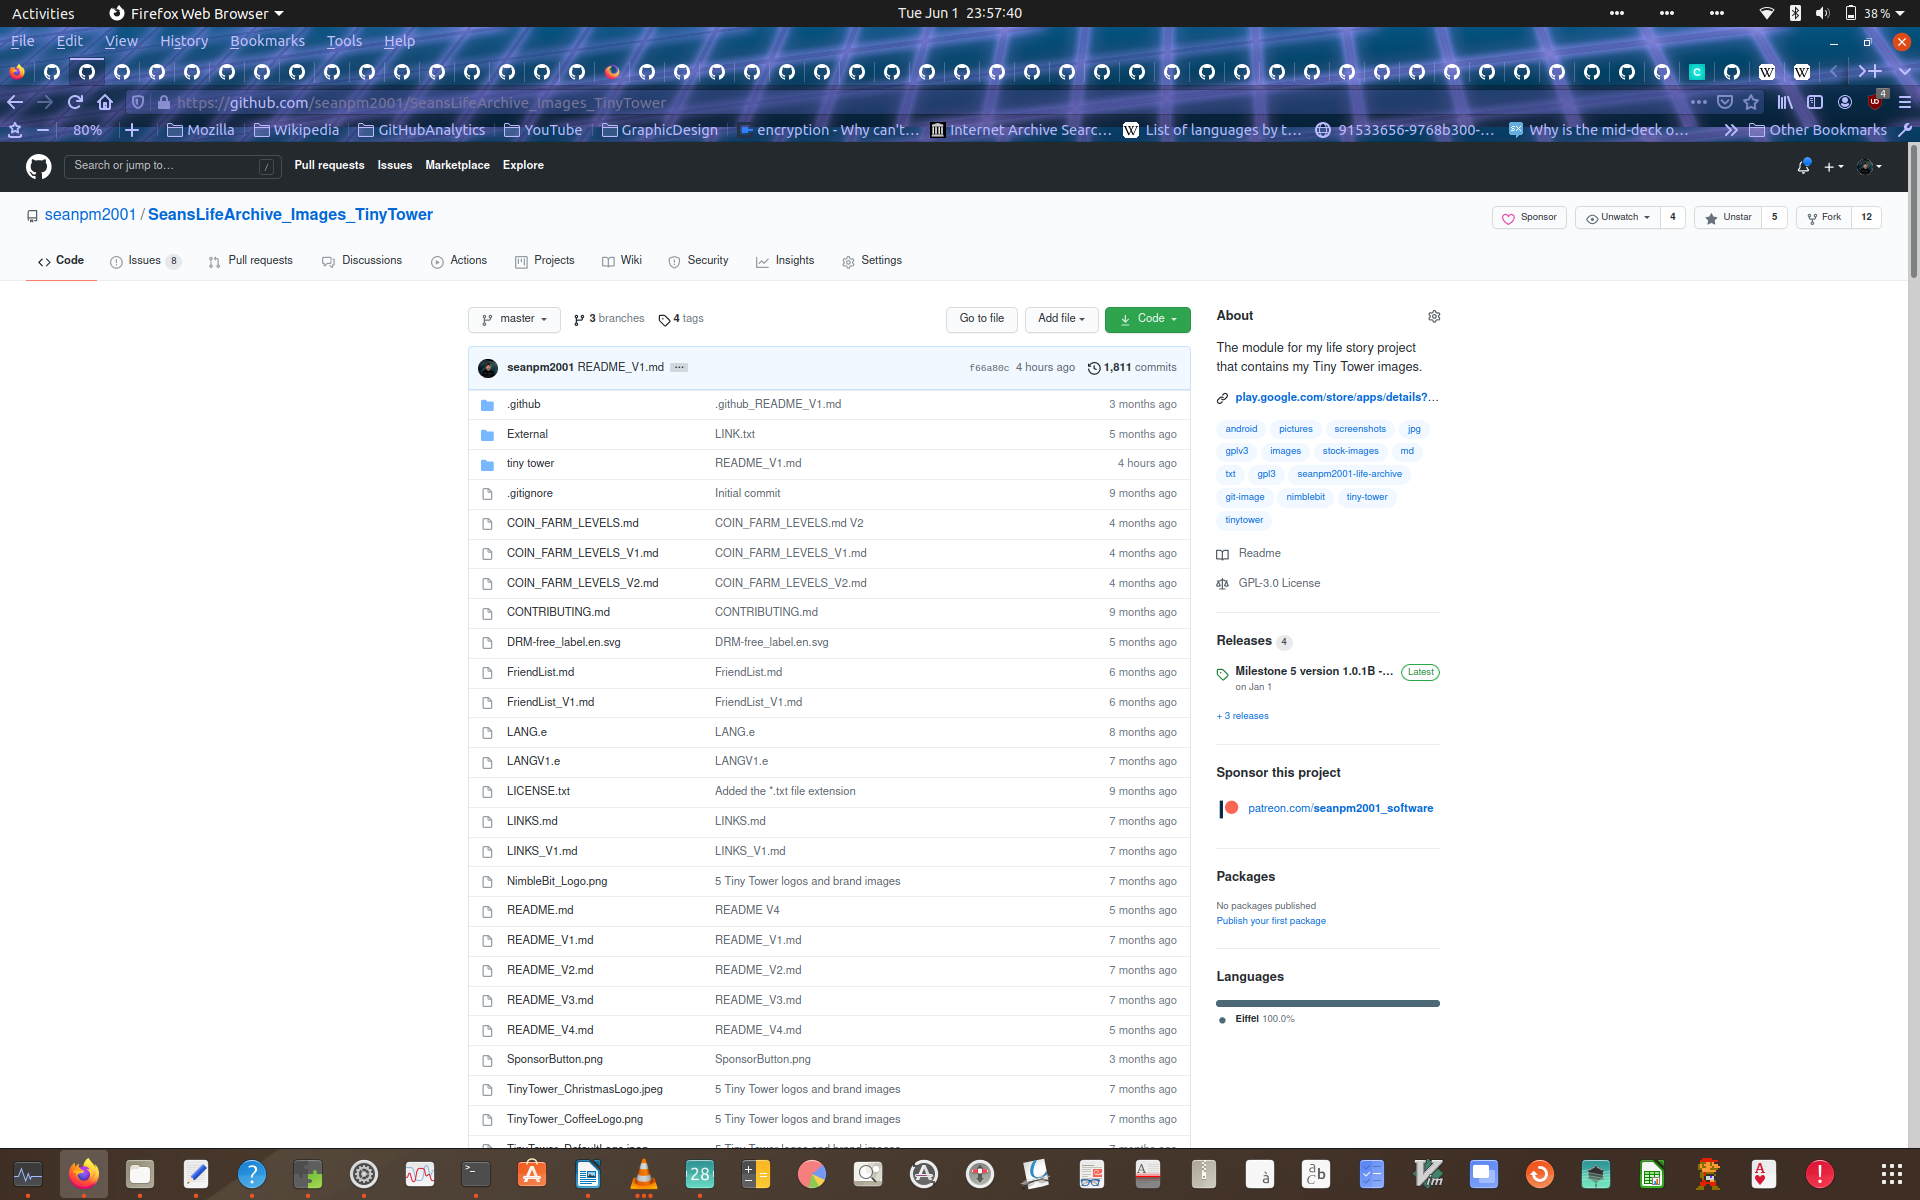 Activities Firefox Web Browser Tue Jun 1 23:57:40 38 %
File Edit View History Bookmarks Tools Help
https://github.com/seanpm2001/SeansLifeArchive_Images_TinyTower 4
80% Mozilla Wikipedia GitHubAnalytics YouTube GraphicDesign encryption - Why can't… Internet Archive Searc… List of languages by t… 91533656-9768b300-… Why is the mid-deck o… Other Bookmarks
Search or jump to… / Pull requests Issues Marketplace Explore
seanpm2001 / SeansLifeArchive_Images_TinyTower Sponsor Unwatch 4 Unstar 5 Fork 12
Code Issues 8 Pull requests Discussions Actions Projects Wiki Security Insights Settings
master 3 branches 4 tags Go to file Add file Code
seanpm2001 README_V1.md ··· f66a80c 4 hours ago 1,811 commits
.github .github_README_V1.md 3 months ago
External LINK.txt 5 months ago
tiny tower README_V1.md 4 hours ago
.gitignore Initial commit 9 months ago
COIN_FARM_LEVELS.md COIN_FARM_LEVELS.md V2 4 months ago
COIN_FARM_LEVELS_V1.md COIN_FARM_LEVELS_V1.md 4 months ago
COIN_FARM_LEVELS_V2.md COIN_FARM_LEVELS_V2.md 4 months ago
CONTRIBUTING.md CONTRIBUTING.md 9 months ago
DRM-free_label.en.svg DRM-free_label.en.svg 5 months ago
FriendList.md FriendList.md 6 months ago
FriendList_V1.md FriendList_V1.md 6 months ago
LANG.e LANG.e 8 months ago
LANGV1.e LANGV1.e 7 months ago
LICENSE.txt Added the *.txt file extension 9 months ago
LINKS.md LINKS.md 7 months ago
LINKS_V1.md LINKS_V1.md 7 months ago
NimbleBit_Logo.png 5 Tiny Tower logos and brand images 7 months ago
README.md README V4 5 months ago
README_V1.md README_V1.md 7 months ago
README_V2.md README_V2.md 7 months ago
README_V3.md README_V3.md 7 months ago
README_V4.md README_V4.md 5 months ago
SponsorButton.png SponsorButton.png 3 months ago
TinyTower_ChristmasLogo.jpeg 5 Tiny Tower logos and brand images 7 months ago
TinyTower_CoffeeLogo.png 5 Tiny Tower logos and brand images 7 months ago
About
The module for my life story project
that contains my Tiny Tower images.
play.google.com/store/apps/details?…
android pictures screenshots jpg
gplv3 images stock-images md
txt gpl3 seanpm2001-life-archive
git-image nimblebit tiny-tower
tinytower
Readme
GPL-3.0 License
Releases 4
Milestone 5 version 1.0.1B -… Latest
on Jan 1
+ 3 releases
Sponsor this project
patreon.com/seanpm2001_software
Packages
No packages published
Publish your first package
Languages
Eiffel 100.0%
28